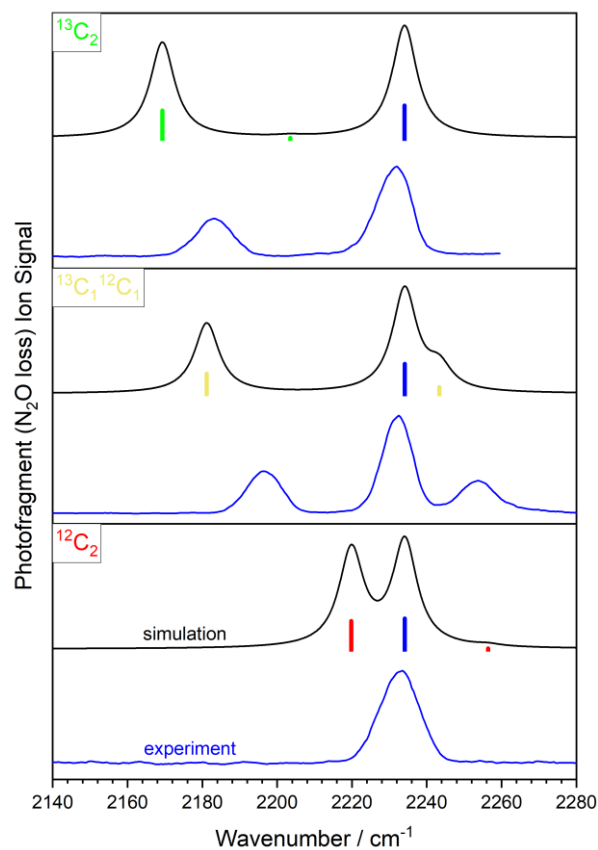 ¹³C₂
¹³C₁¹²C₁
¹²C₂
simulation
experiment
Photofragment (N₂O loss) Ion Signal
2140 2160 2180 2200 2220 2240 2260 2280
Wavenumber / cm⁻¹